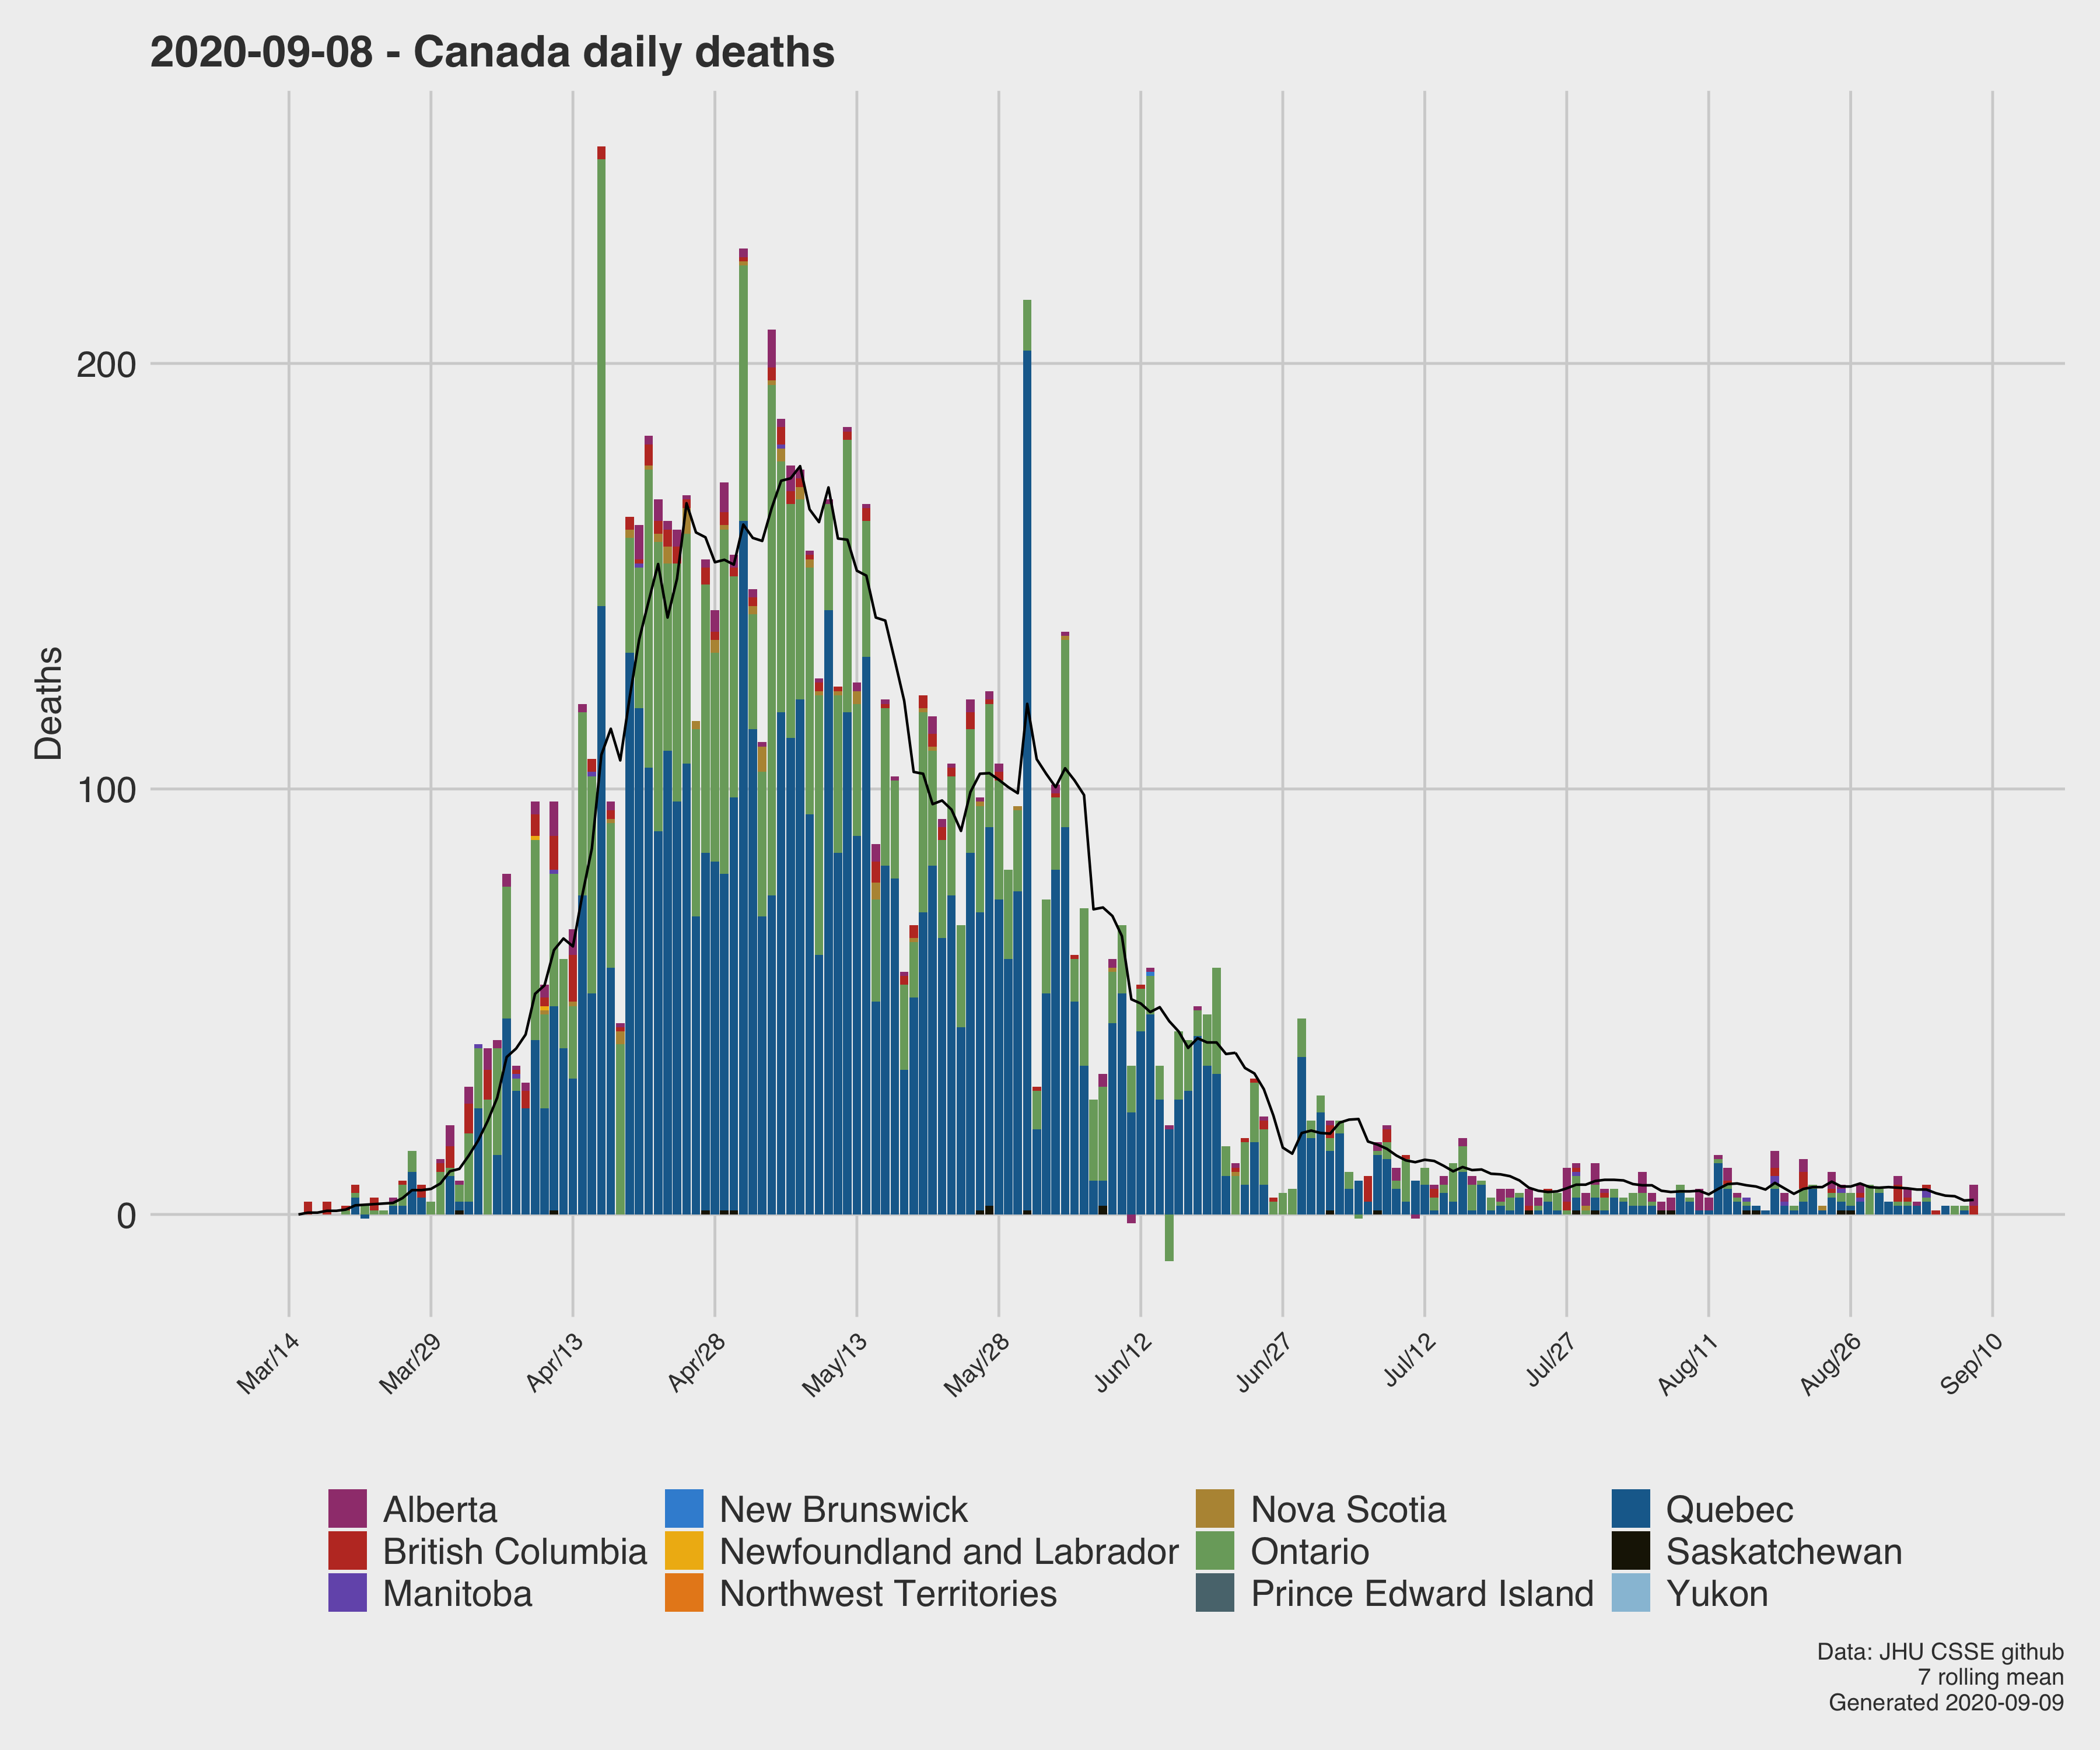 2020-09-08 - Canada daily deaths
Deaths
200
100
0
Mar/14
Mar/29
Apr/13
Apr/28
May/13
May/28
Jun/12
Jun/27
Jul/12
Jul/27
Aug/11
Aug/26
Sep/10
Alberta
British Columbia
Manitoba
New Brunswick
Newfoundland and Labrador
Northwest Territories
Nova Scotia
Ontario
Prince Edward Island
Quebec
Saskatchewan
Yukon
Data: JHU CSSE github
7 rolling mean
Generated 2020-09-09